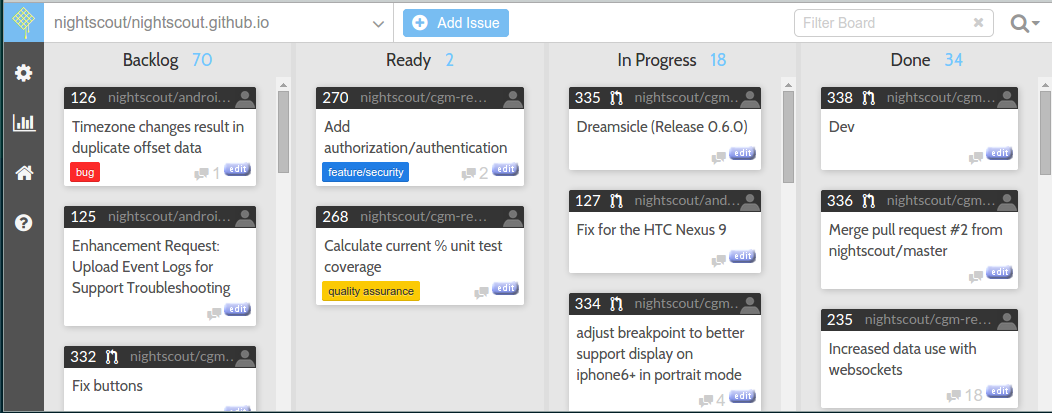 nightscout/nightscout.github.io
Add Issue
Filter Board
Backlog 70
126 nightscout/androi...
Timezone changes result in
duplicate offset data
bug
1 edit
125 nightscout/androi...
Enhancement Request:
Upload Event Logs for
Support Troubleshooting
edit
332 nightscout/cgm...
Fix buttons
edit
Ready 2
270 nightscout/cgm-re...
Add
authorization/authentication
feature/security
2 edit
268 nightscout/cgm-re...
Calculate current % unit test
coverage
quality assurance
edit
In Progress 18
335 nightscout/cgm...
Dreamsicle (Release 0.6.0)
edit
127 nightscout/and...
Fix for the HTC Nexus 9
edit
334 nightscout/cgm...
adjust breakpoint to better
support display on
iphone6+ in portrait mode
4 edit
Done 34
338 nightscout/cgm...
Dev
edit
336 nightscout/cgm...
Merge pull request #2 from
nightscout/master
edit
235 nightscout/cgm-re...
Increased data use with
websockets
18 edit